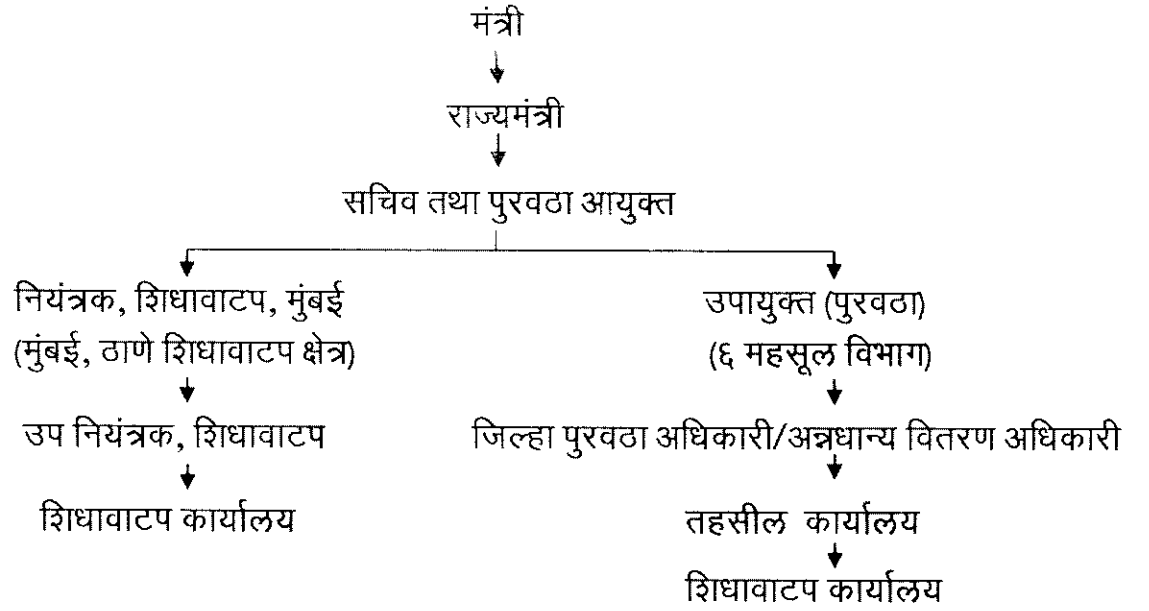 मंत्री
राज्यमंत्री
सचिव तथा पुरवठा आयुक्त
नियंत्रक, शिधावाटप, मुंबई
(मुंबई, ठाणे शिधावाटप क्षेत्र)
उप नियंत्रक, शिधावाटप
शिधावाटप कार्यालय
उपायुक्त (पुरवठा)
(६ महसूल विभाग)
जिल्हा पुरवठा अधिकारी/अन्नधान्य वितरण अधिकारी
तहसील कार्यालय
शिधावाटप कार्यालय